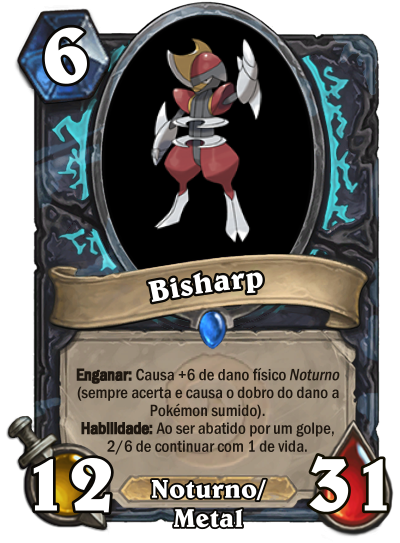 6
Bisharp
Enganar: Causa +6 de dano físico Noturno
(sempre acerta e causa o dobro do dano a
Pokémon sumido).
Habilidade: Ao ser abatido por um golpe,
2/6 de continuar com 1 de vida.
12
Noturno/
Metal
31